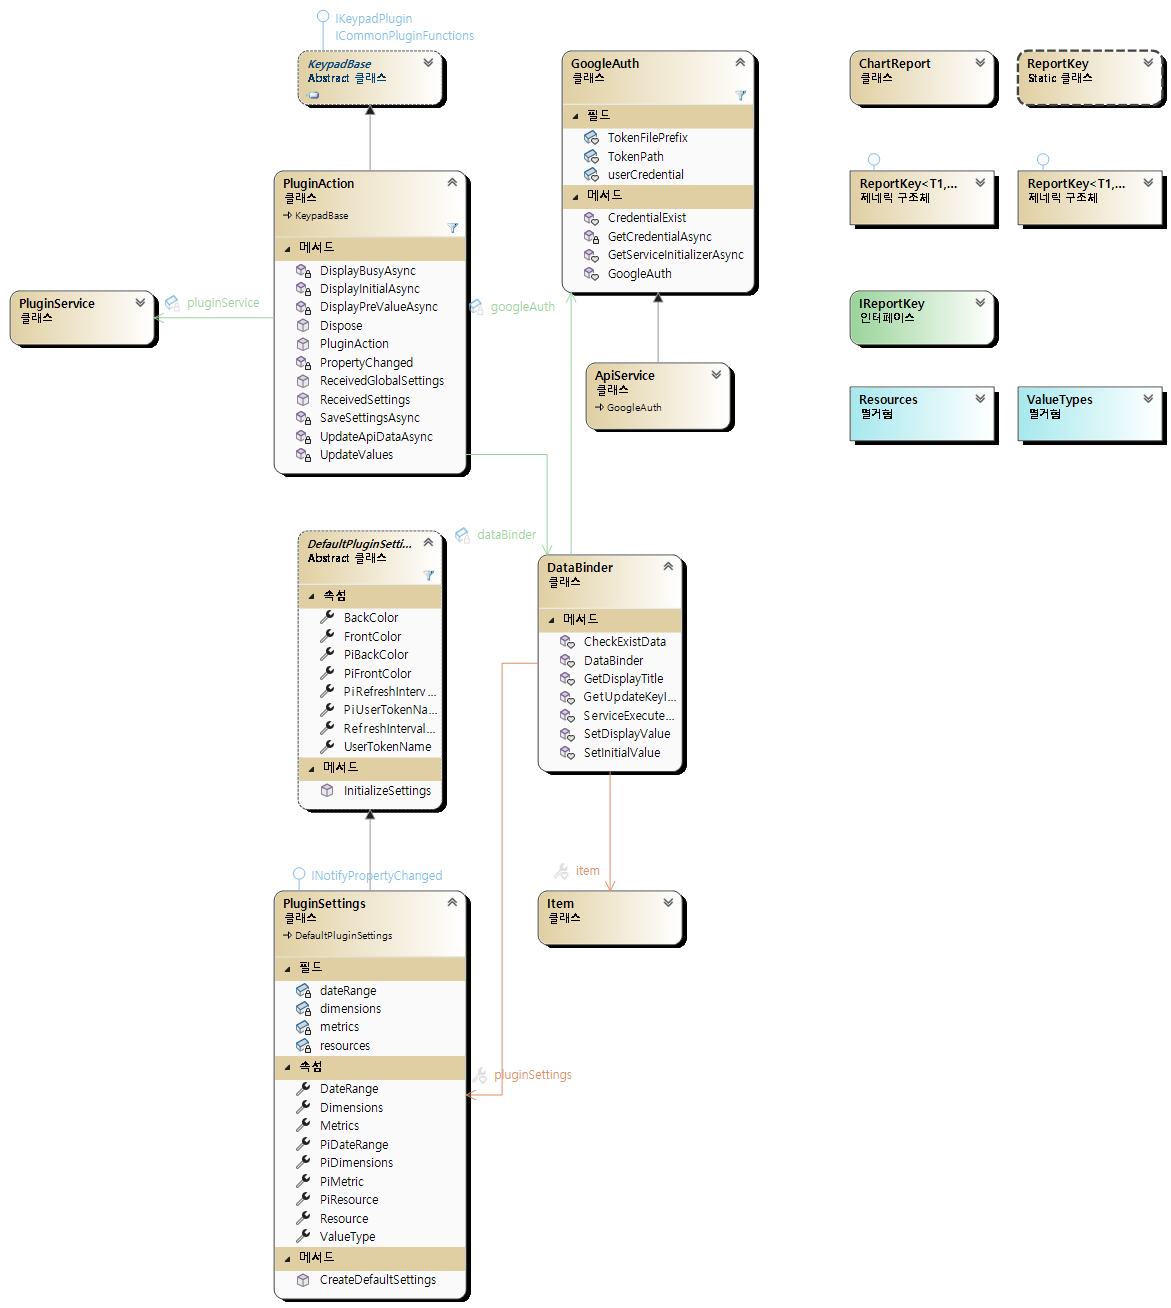 IKeypadPlugin
ICommonPluginFunctions
KeypadBase
Abstract 클래스
PluginAction
클래스
KeypadBase
메서드
DisplayBusyAsync
DisplayInitialAsync
DisplayPreValueAsync
Dispose
PluginAction
PropertyChanged
ReceivedGlobalSettings
ReceivedSettings
SaveSettingsAsync
UpdateApiDataAsync
UpdateValues
PluginService
클래스
pluginService
googleAuth
dataBinder
GoogleAuth
클래스
필드
TokenFilePrefix
TokenPath
userCredential
메서드
CredentialExist
GetCredentialAsync
GetServiceInitializerAsync
GoogleAuth
ApiService
클래스
GoogleAuth
ChartReport
클래스
ReportKey
Static 클래스
ReportKey<T1,...
제네릭 구조체
ReportKey<T1,...
제네릭 구조체
IReportKey
인터페이스
Resources
열거형
ValueTypes
열거형
DefaultPluginSetti...
Abstract 클래스
속성
BackColor
FrontColor
PiBackColor
PiFrontColor
PiRefreshInterv...
PiUserTokenNa...
RefreshInterval...
UserTokenName
메서드
InitializeSettings
DataBinder
클래스
메서드
CheckExistData
DataBinder
GetDisplayTitle
GetUpdateKeyI...
ServiceExecute...
SetDisplayValue
SetInitialValue
item
Item
클래스
INotifyPropertyChanged
PluginSettings
클래스
DefaultPluginSettings
필드
dateRange
dimensions
metrics
resources
속성
DateRange
Dimensions
Metrics
PiDateRange
PiDimensions
PiMetric
PiResource
Resource
ValueType
메서드
CreateDefaultSettings
pluginSettings